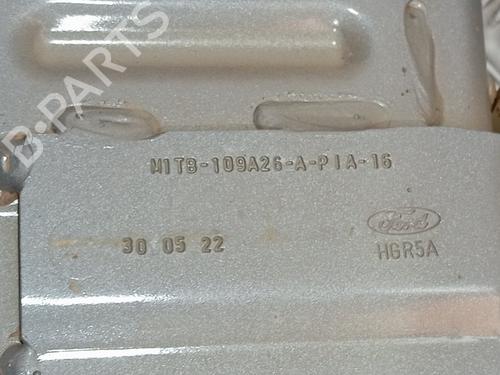 B-PARTS
M1TB-109A26-A-PIA-16
Ford
30 05 22
HGR5A